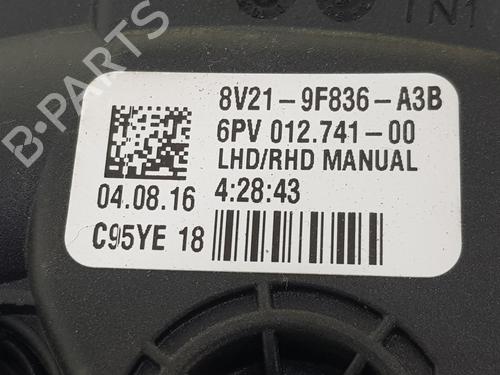 IN1
8V21-9F836-A3B
6PV 012.741-00
LHD/RHD MANUAL
04.08.16 4:28:43
C95YE 18
B-PARTS